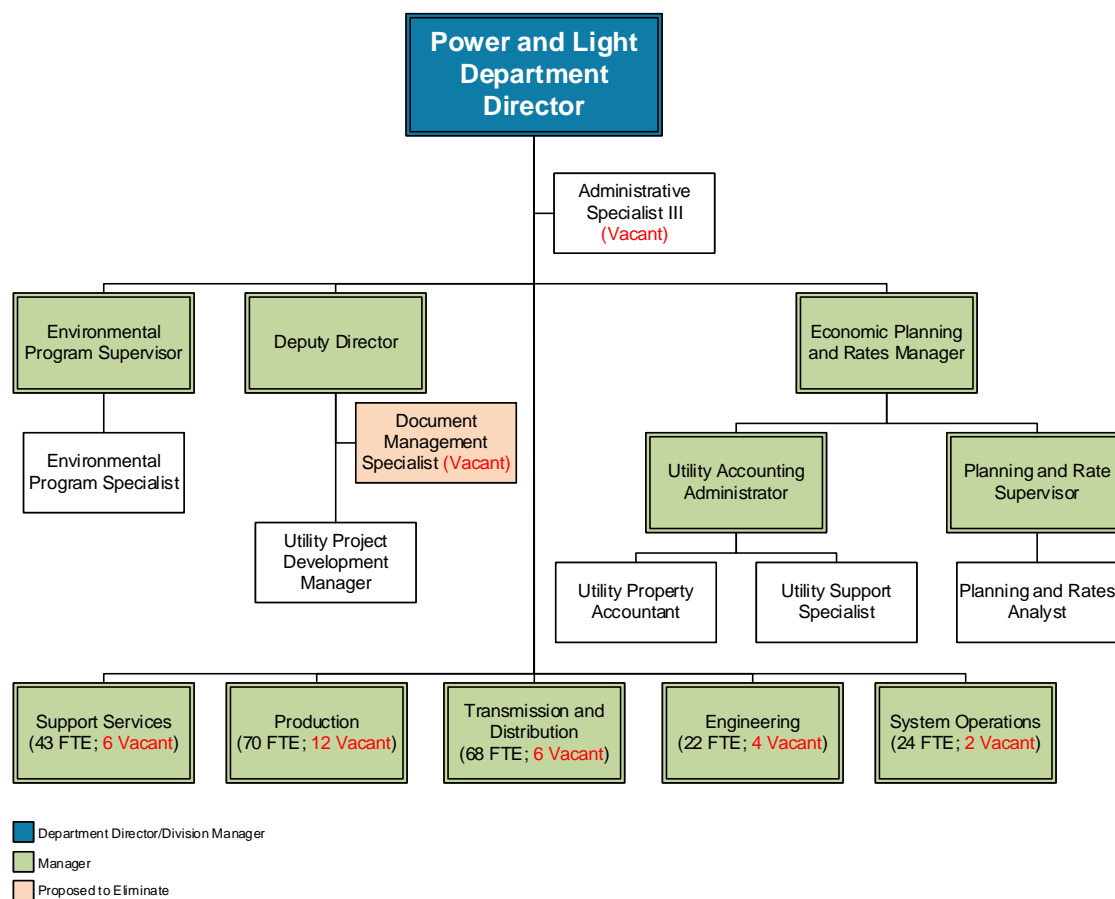 Power and Light
Department
Director
Administrative
Specialist III
(Vacant)
Environmental
Program Supervisor
Deputy Director
Economic Planning
and Rates Manager
Environmental
Program Specialist
Document
Management
Specialist (Vacant)
Utility Accounting
Administrator
Planning and Rate
Supervisor
Utility Project
Development
Manager
Utility Property
Accountant
Utility Support
Specialist
Planning and Rates
Analyst
Support Services
(43 FTE; 6 Vacant)
Production
(70 FTE; 12 Vacant)
Transmission and
Distribution
(68 FTE; 6 Vacant)
Engineering
(22 FTE; 4 Vacant)
System Operations
(24 FTE; 2 Vacant)
Department Director/Division Manager
Manager
Proposed to Eliminate